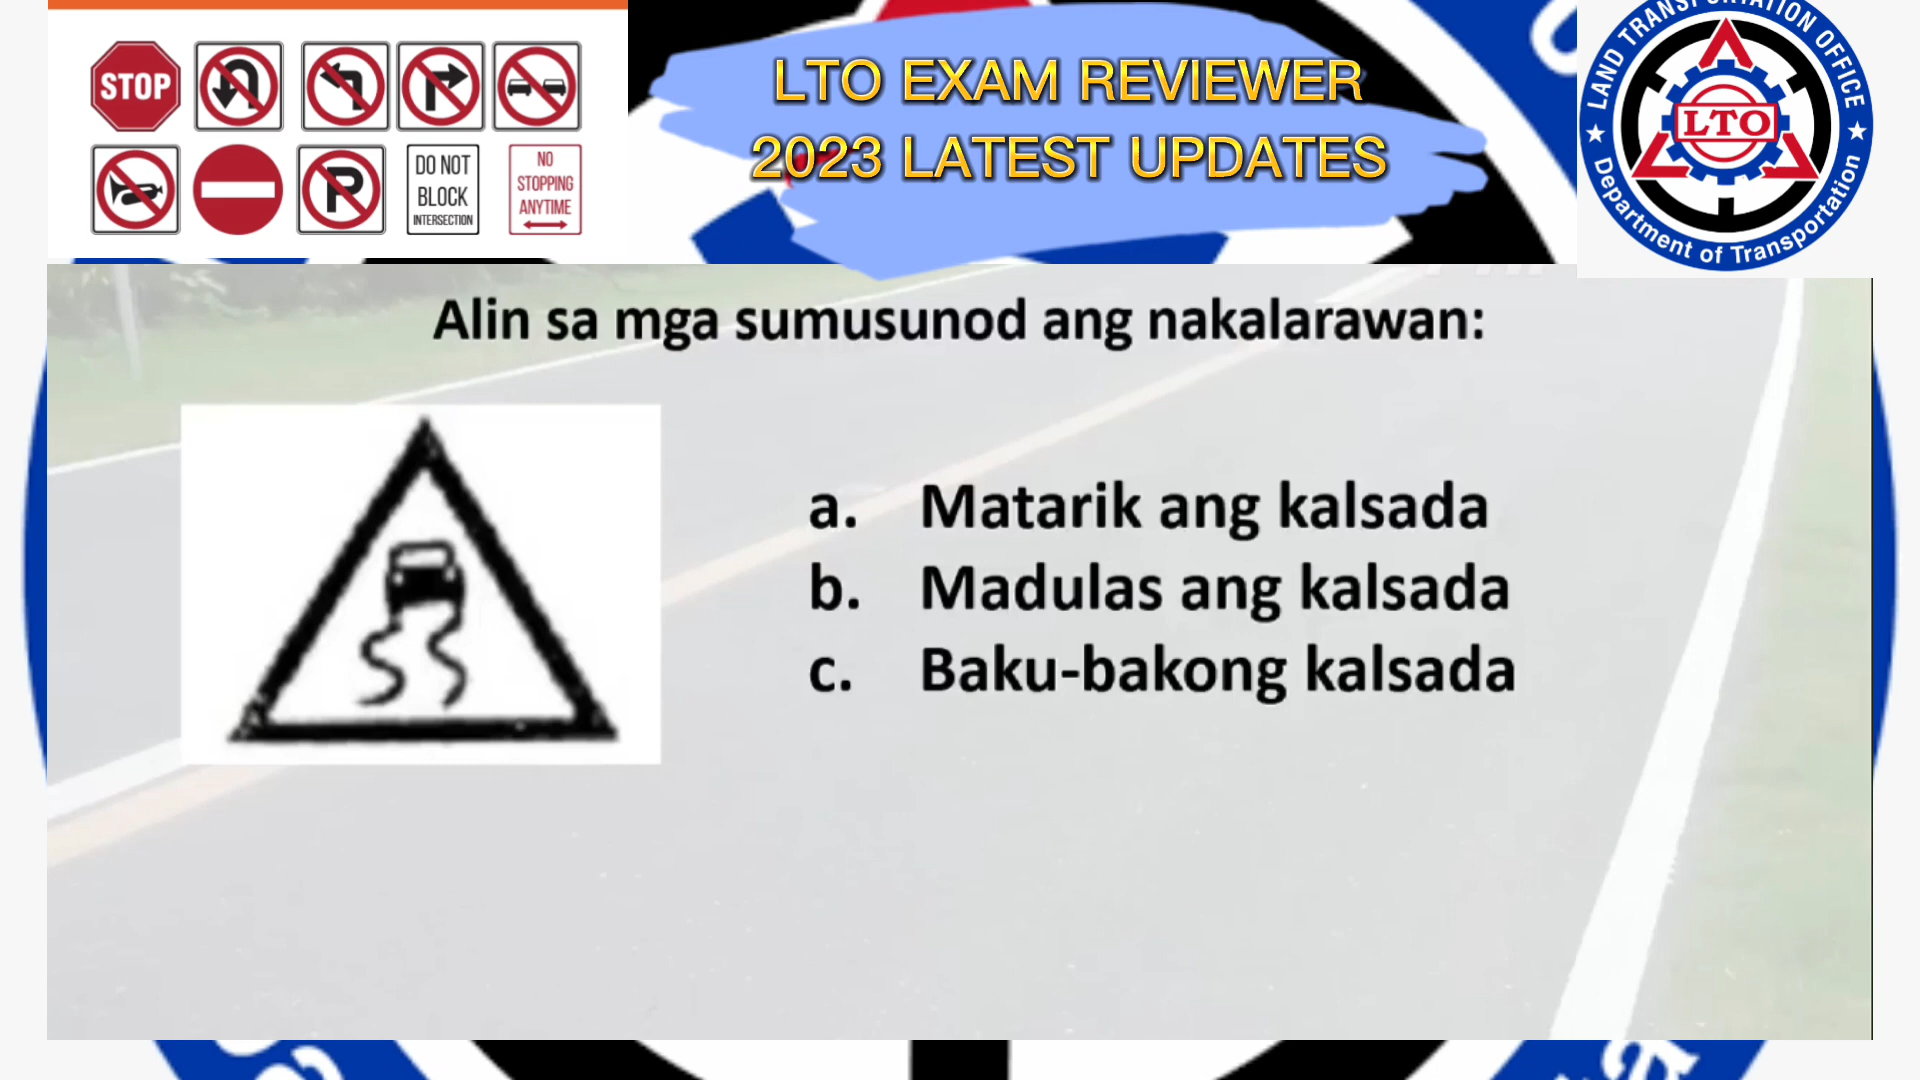 STOP
DO NOT
BLOCK
INTERSECTION
NO
STOPPING
ANYTIME
P
LTO EXAM REVIEWER
2023 LATEST UPDATES
LAND TRANSPORTATION OFFICE
LTO
Department of Transportation
Alin sa mga sumusunod ang nakalarawan:
a. Matarik ang kalsada
b. Madulas ang kalsada
c. Baku-bakong kalsada